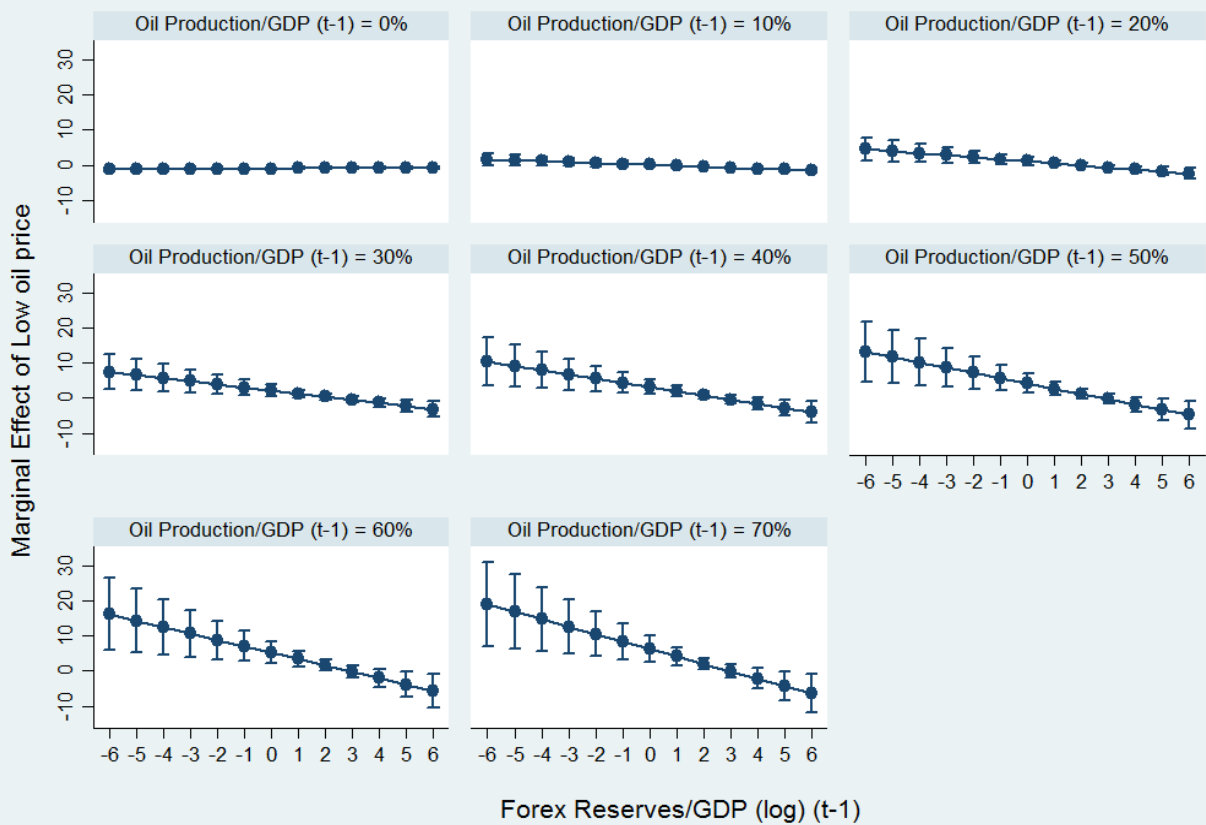 Oil Production/GDP (t-1) = 0%
Oil Production/GDP (t-1) = 10%
Oil Production/GDP (t-1) = 20%
30
20
10
0
-10
Oil Production/GDP (t-1) = 30%
Oil Production/GDP (t-1) = 40%
Oil Production/GDP (t-1) = 50%
30
20
10
0
-10
-6 -5 -4 -3 -2 -1 0 1 2 3 4 5 6
Oil Production/GDP (t-1) = 60%
Oil Production/GDP (t-1) = 70%
30
20
10
0
-10
-6 -5 -4 -3 -2 -1 0 1 2 3 4 5 6
-6 -5 -4 -3 -2 -1 0 1 2 3 4 5 6
Marginal Effect of Low oil price
Forex Reserves/GDP (log) (t-1)